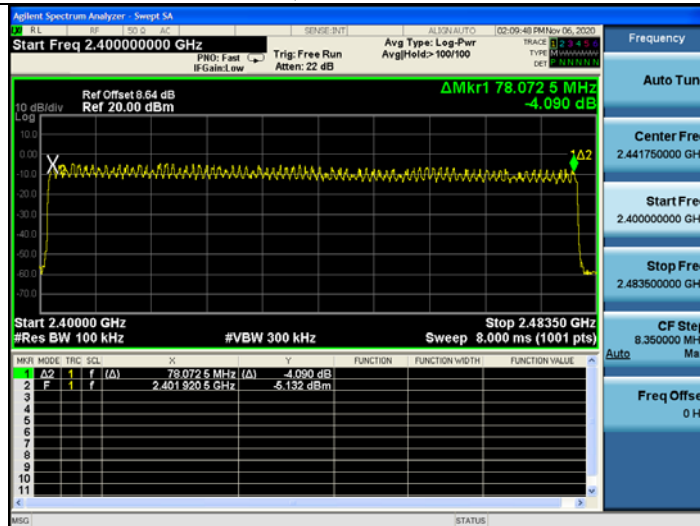 Agilent Spectrum Analyzer - Swept SA
RL RF 50 Ω AC SENSE:INT ALIGN AUTO 02:09:48 PM Nov 06, 2020
Start Freq 2.400000000 GHz
PNO: Fast
IFGain:Low
Trig: Free Run
Atten: 22 dB
Avg Type: Log-Pwr
Avg|Hold:> 100/100
TRACE 1 2 3 4 5 6
TYPE M
DET P N N N N N
Ref Offset 8.64 dB
Ref 20.00 dBm
10 dB/div
Log
ΔMkr1 78.072 5 MHz
-4.090 dB
10.0
0.00
-10.0
-20.0
-30.0
-40.0
-50.0
-60.0
-70.0
1Δ2
Start 2.40000 GHz
#Res BW 100 kHz
#VBW 300 kHz
Stop 2.48350 GHz
Sweep 8.000 ms (1001 pts)
MKR MODE TRC SCL X Y FUNCTION FUNCTION WIDTH FUNCTION VALUE
1 Δ2 1 f (Δ) 78.072 5 MHz (Δ) -4.090 dB
2 F 1 f 2.401 920 5 GHz -5.132 dBm
3
4
5
6
7
8
9
10
11
MSG
STATUS
Frequency
Auto Tun
Center Fre
2.441750000 GH
Start Fre
2.400000000 GH
Stop Fre
2.483500000 GH
CF Ste
8.350000 MH
Auto Ma
Freq Offse
0 H